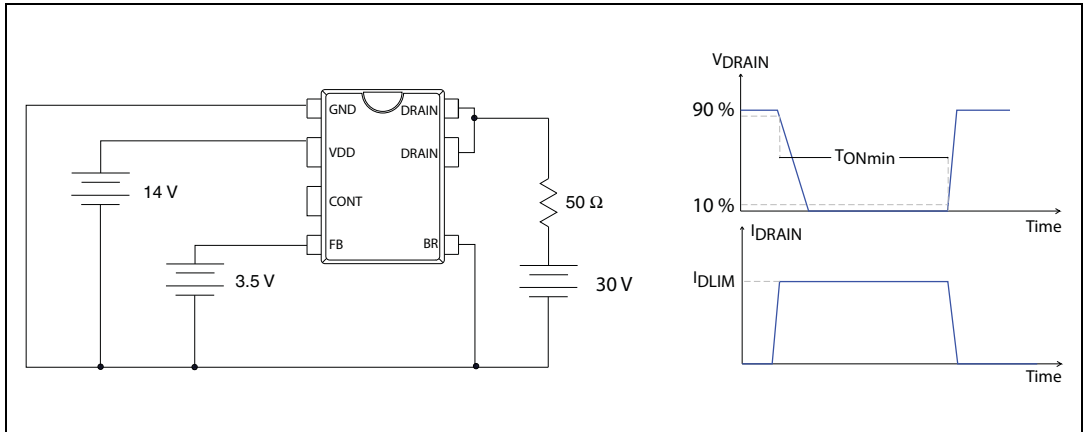 GND
DRAIN
VDD
DRAIN
CONT
FB
BR
14 V
3.5 V
50 Ω
30 V
VDRAIN
90 %
TONmin
10 %
Time
IDRAIN
IDLIM
Time